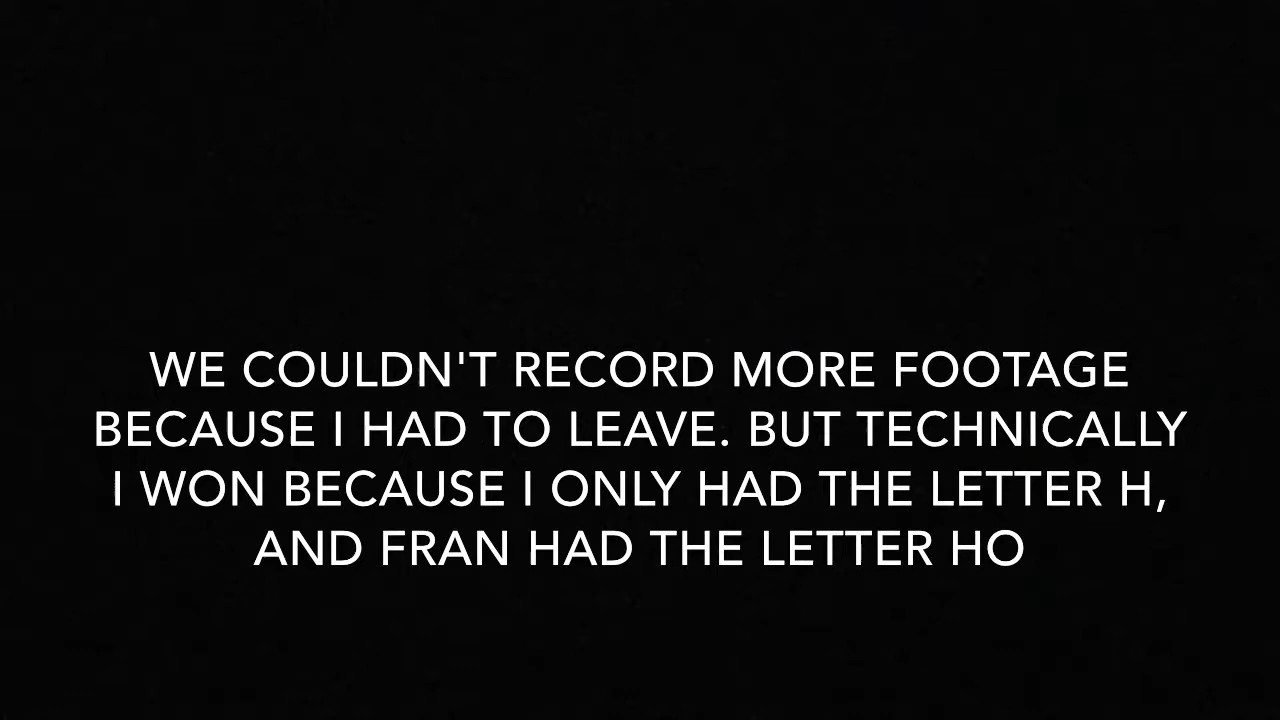 WE COULDN'T RECORD MORE FOOTAGE
BECAUSE I HAD TO LEAVE. BUT TECHNICALLY
I WON BECAUSE I ONLY HAD THE LETTER H,
AND FRAN HAD THE LETTER HO